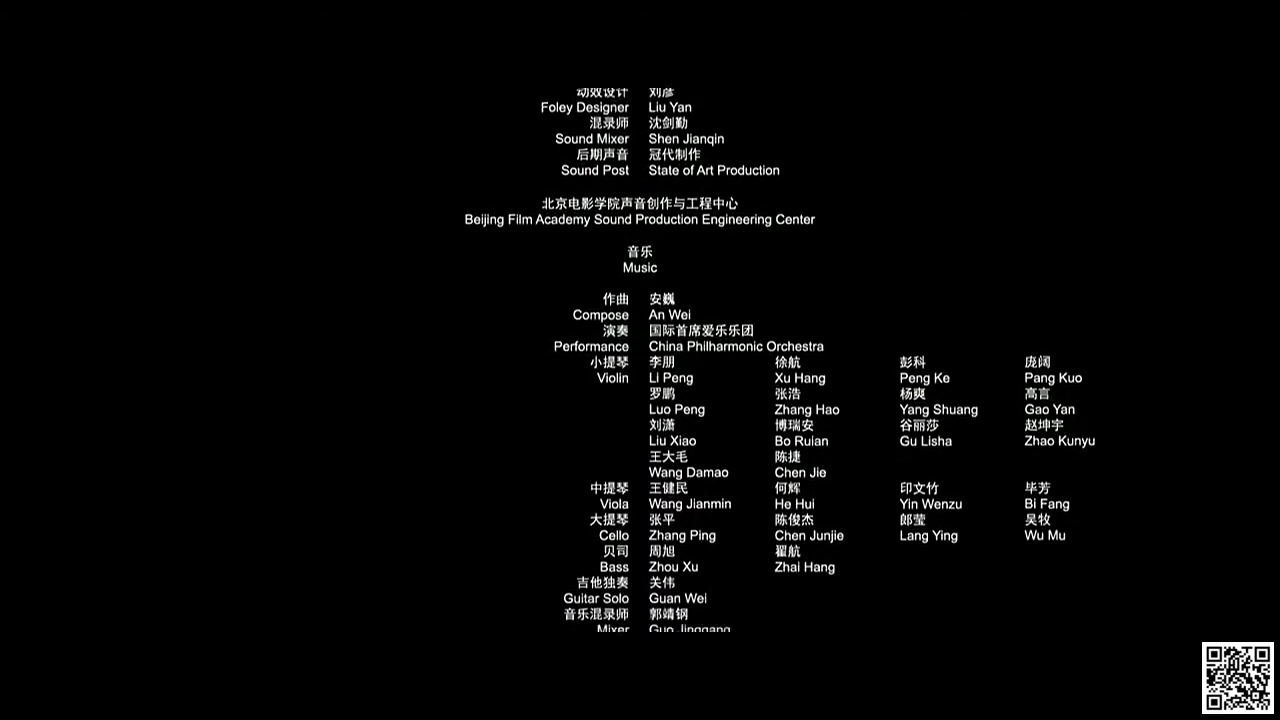 动效设计 刘彦
Foley Designer Liu Yan
混录师 沈剑勤
Sound Mixer Shen Jianqin
后期声音 冠代制作
Sound Post State of Art Production
北京电影学院声音创作与工程中心
Beijing Film Academy Sound Production Engineering Center
音乐
Music
作曲 安巍
Compose An Wei
演奏 国际首席爱乐乐团
Performance China Philharmonic Orchestra
小提琴 李朋 徐航 彭科 庞阔
Violin Li Peng Xu Hang Peng Ke Pang Kuo
罗鹏 张浩 杨爽 高言
Luo Peng Zhang Hao Yang Shuang Gao Yan
刘潇 博瑞安 谷丽莎 赵坤宇
Liu Xiao Bo Ruian Gu Lisha Zhao Kunyu
王大毛 陈捷
Wang Damao Chen Jie
中提琴 王健民 何辉 印文竹 毕芳
Viola Wang Jianmin He Hui Yin Wenzu Bi Fang
大提琴 张平 陈俊杰 郎莹 吴牧
Cello Zhang Ping Chen Junjie Lang Ying Wu Mu
贝司 周旭 翟航
Bass Zhou Xu Zhai Hang
吉他独奏 关伟
Guitar Solo Guan Wei
音乐混录师 郭靖钢
Mixer Guo Jinggang